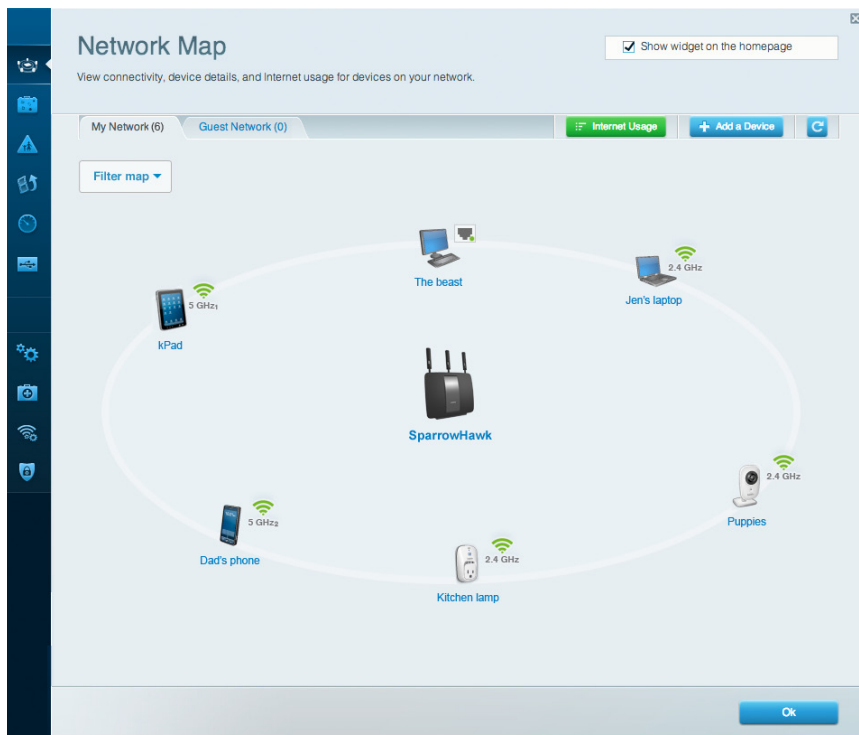 Network Map
Show widget on the homepage
View connectivity, device details, and Internet usage for devices on your network.
My Network (6)
Guest Network (0)
Internet Usage
Add a Device
Filter map
The beast
2.4 GHz
Jen's laptop
5 GHz1
kPad
SparrowHawk
2.4 GHz
Puppies
5 GHz2
Dad's phone
2.4 GHz
Kitchen lamp
Ok